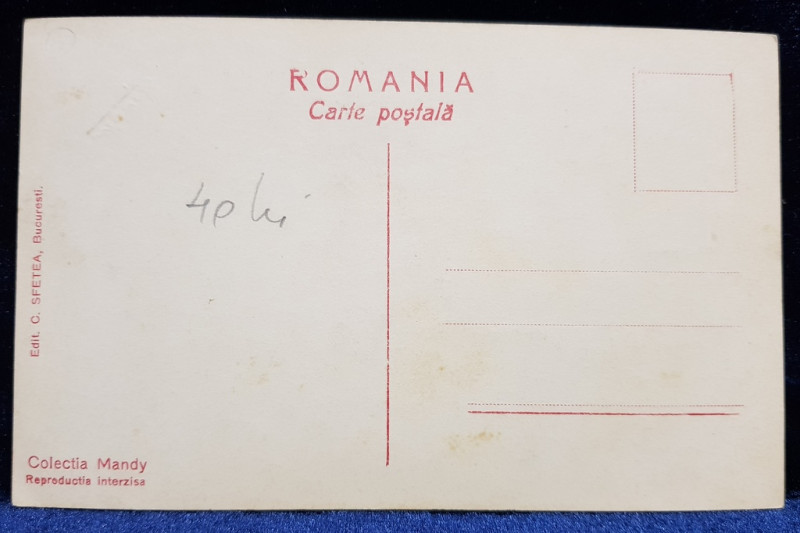 ROMANIA
Carte poștală
40 lei
Edit. C. SFETEA, Bucuresti.
Colectia Mandy
Reproductia interzisa